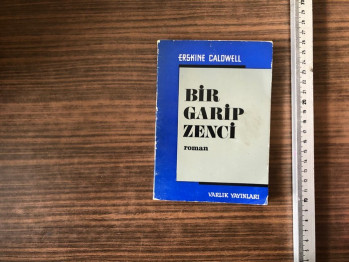 ERSKINE CALDWELL
BİR
GARİP
ZENCİ
roman
VARLIK YAYINLARI